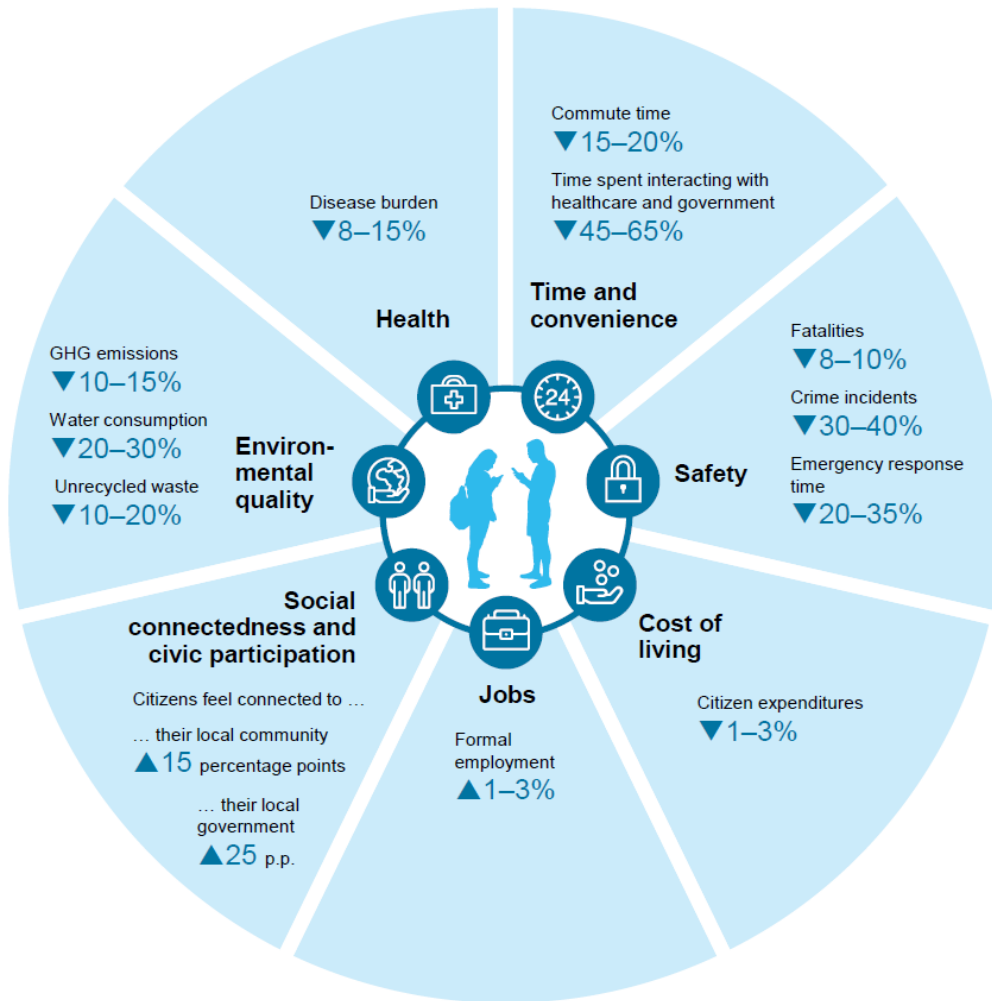 Commute time
▼15–20%
Time spent interacting with
healthcare and government
▼45–65%
Time and
convenience
24
Fatalities
▼8–10%
Crime incidents
▼30–40%
Emergency response
time
▼20–35%
Safety
Cost of
living
Citizen expenditures
▼1–3%
Jobs
Formal
employment
▲1–3%
Social
connectedness and
civic participation
Citizens feel connected to …
… their local community
▲15 percentage points
… their local
government
▲25 p.p.
Environ-
mental
quality
GHG emissions
▼10–15%
Water consumption
▼20–30%
Unrecycled waste
▼10–20%
Health
Disease burden
▼8–15%